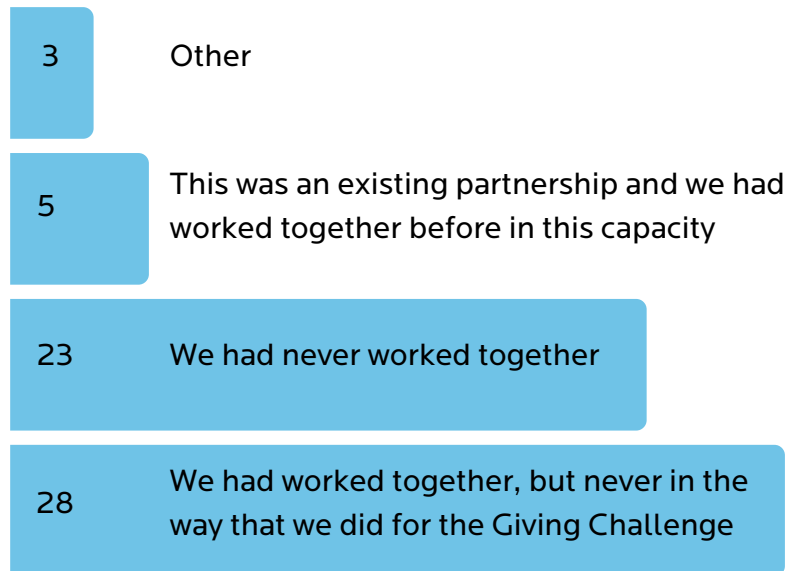 3 Other
5 This was an existing partnership and we had
worked together before in this capacity
23 We had never worked together
28 We had worked together, but never in the
way that we did for the Giving Challenge